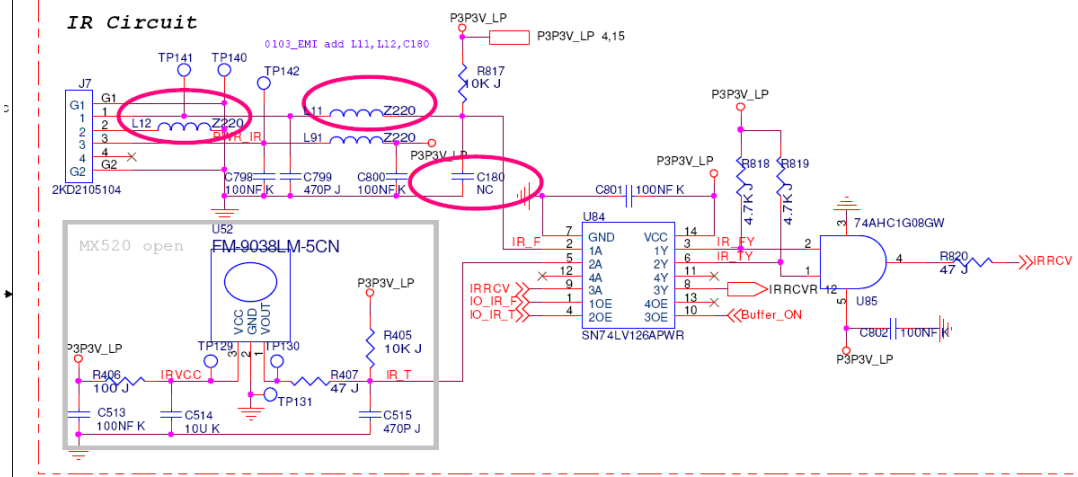 IR Circuit
0103_EMI add L11,L12,C180
P3P3V_LP
P3P3V_LP 4,15
TP141
TP140
TP142
R817
10K J
J7
G1
G1
1
1
2
2
3
3
4
4
G2
G2
2KD2105104
L12
Z220
PWR_IR
L11
Z220
L91
Z220
P3P3V_LP
C798
100NF K
C799
470P J
C800
100NF K
C180
NC
P3P3V_LP
R818
4.7K J
R819
4.7K J
P3P3V_LP
C801
100NF K
U84
7
GND
VCC
14
IR_F
2
1A
1Y
3
IR_FY
5
2A
2Y
6
IR_TY
12
4A
4Y
11
IRRCV
9
3A
3Y
8
IRRCVR 12
IO_IR_F
1
1OE
4OE
13
IO_IR_T
4
2OE
3OE
10
Buffer_ON
SN74LV126APWR
74AHC1G08GW
3
2
1
4
5
U85
R820
47 J
IRRCV
C802
100NF K
P3P3V_LP
MX520 open
U52
FM-9038LM-5CN
VCC
GND
VOUT
3
2
1
P3P3V_LP
P3P3V_LP
R405
10K J
TP129
TP130
R406
100 J
IRVCC
R407
47 J
IR_T
TP131
C513
100NF K
C514
10U K
C515
470P J